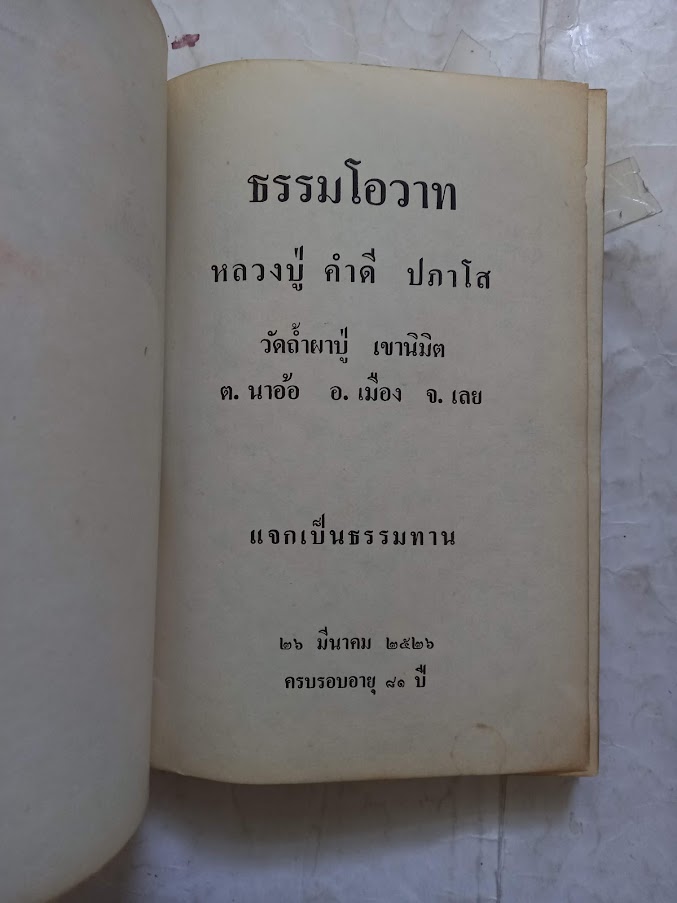 ธรรมโอวาท
หลวงปู่ คำดี ปภาโส
วัดถ้ำผาปู่ เขานิมิต
ต. นาอ้อ อ. เมือง จ. เลย
แจกเป็นธรรมทาน
๒๖ มีนาคม ๒๕๒๖
ครบรอบอายุ ๘๑ ปี